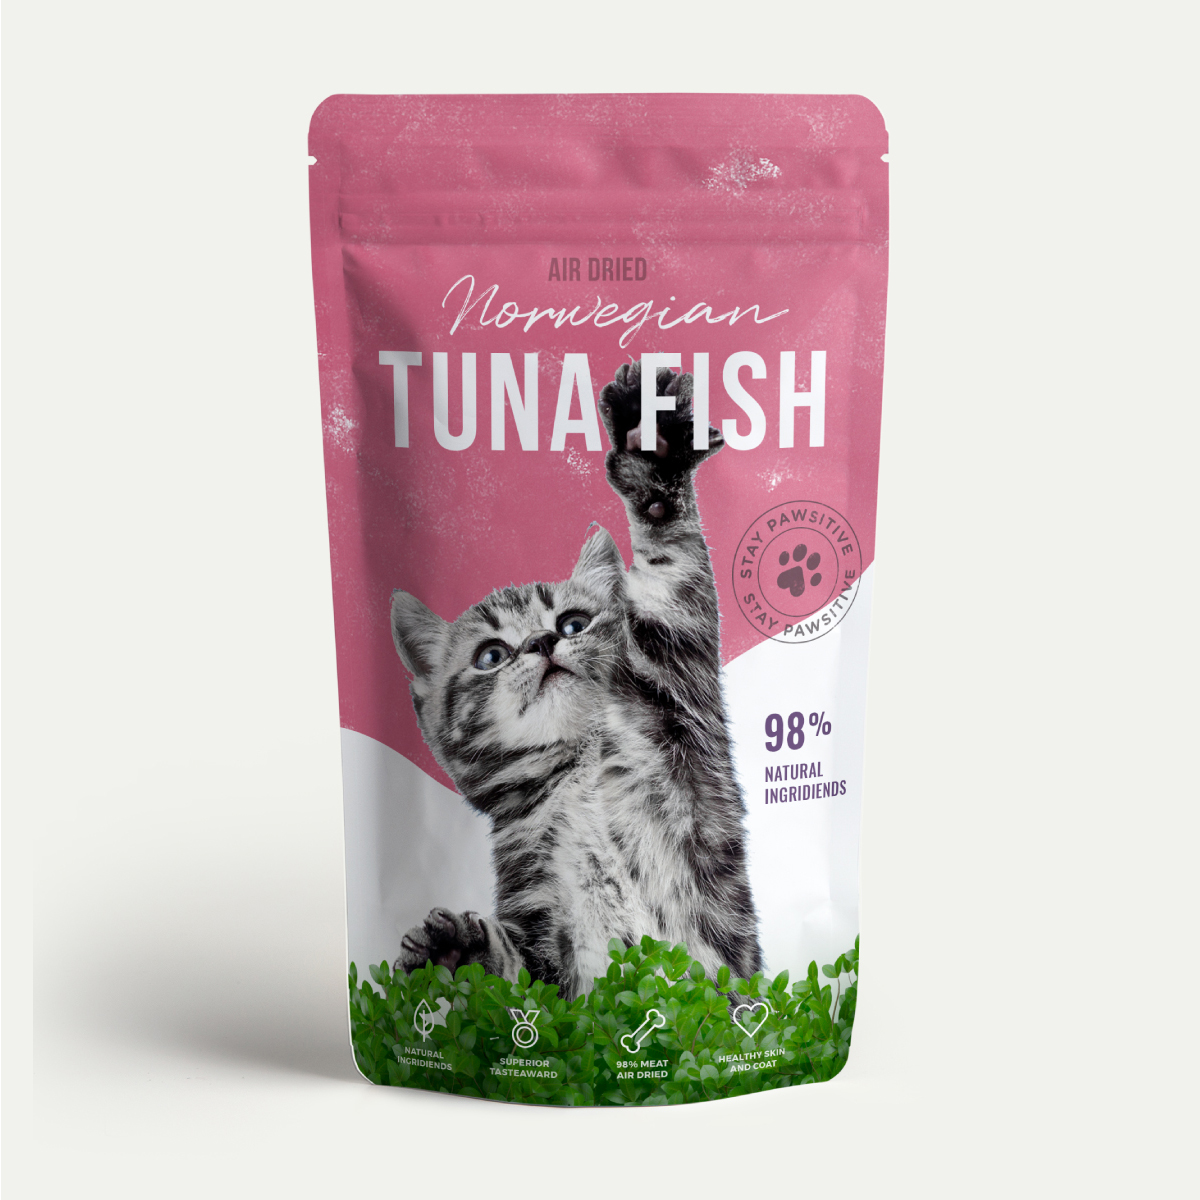 AIR DRIED
Norwegian
TUNA FISH
STAY PAWSITIVE
STAY PAWSITIVE
98%
NATURAL
INGRIDIENDS
NATURAL
INGRIDIENDS
SUPERIOR
TASTEAWARD
98% MEAT
AIR DRIED
HEALTHY SKIN
AND COAT